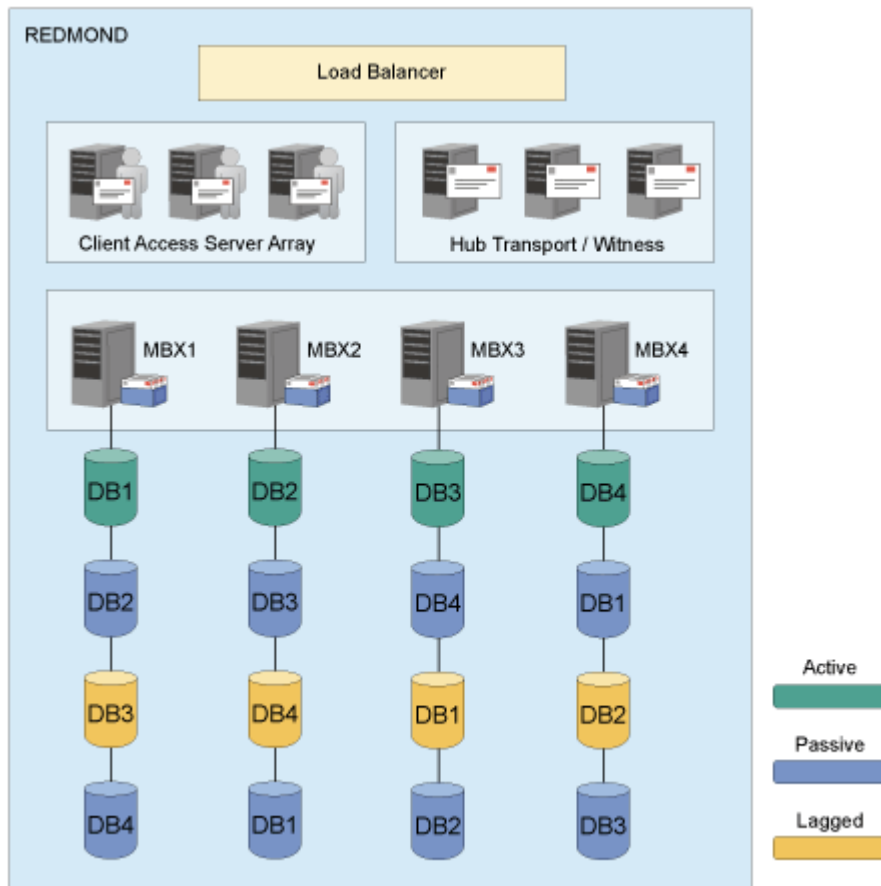 REDMOND
Load Balancer
Client Access Server Array
Hub Transport / Witness
MBX1
MBX2
MBX3
MBX4
DB1
DB2
DB3
DB4
DB2
DB3
DB4
DB1
DB3
DB4
DB1
DB2
DB4
DB1
DB2
DB3
Active
Passive
Lagged